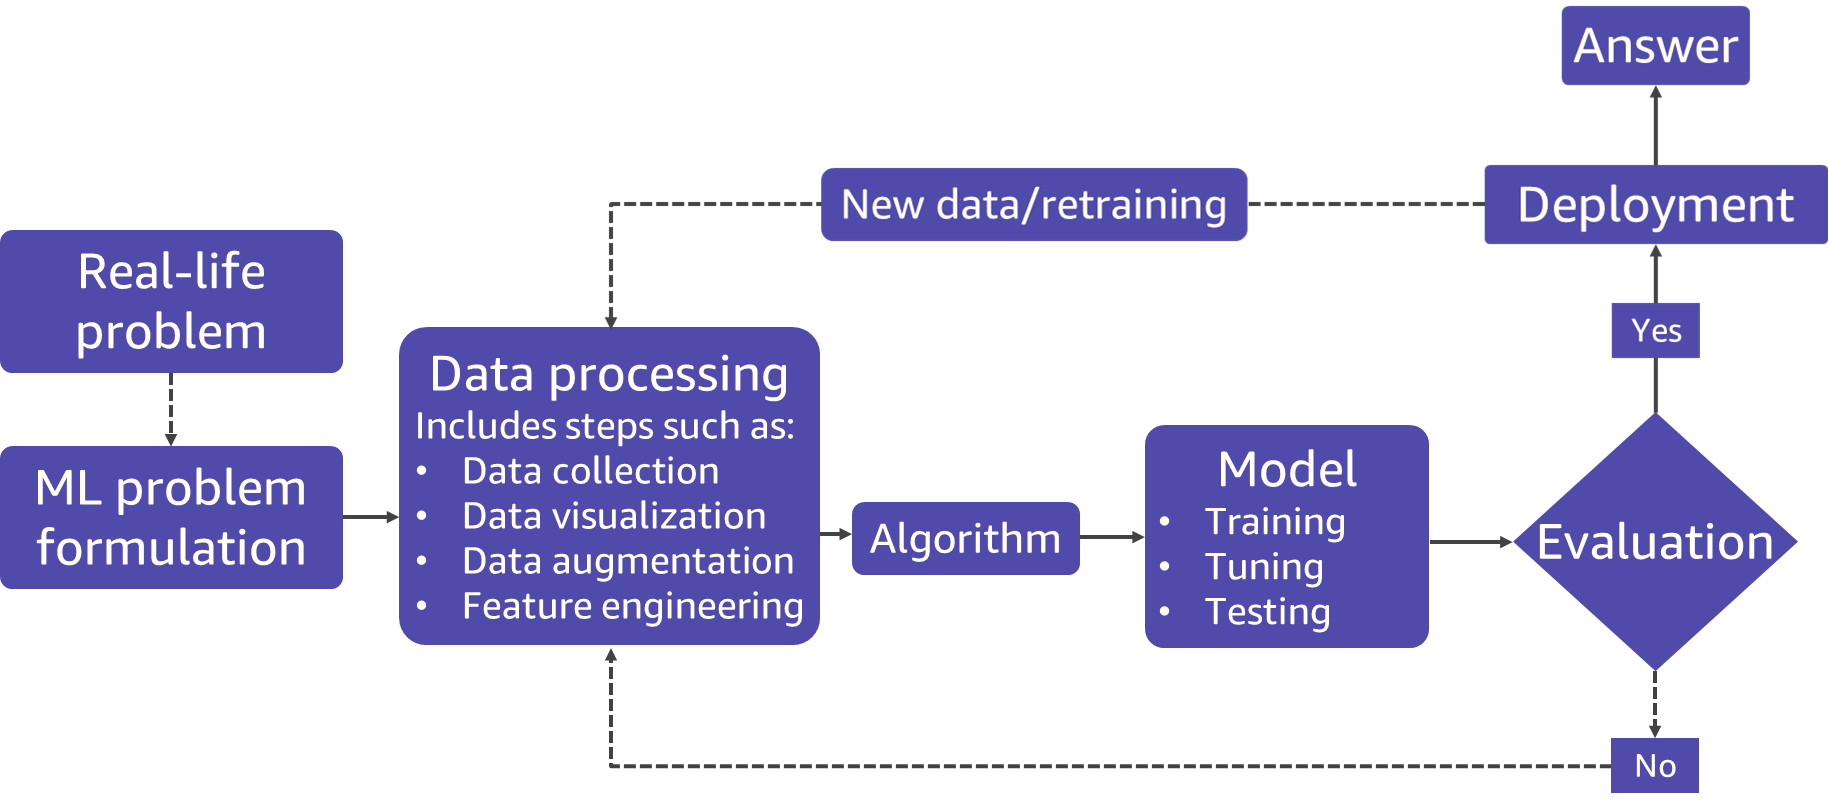 Answer
New data/retraining
Deployment
Real-life
problem
Yes
Data processing
Includes steps such as:
• Data collection
• Data visualization
• Data augmentation
• Feature engineering
ML problem
formulation
Algorithm
Model
• Training
• Tuning
• Testing
Evaluation
No